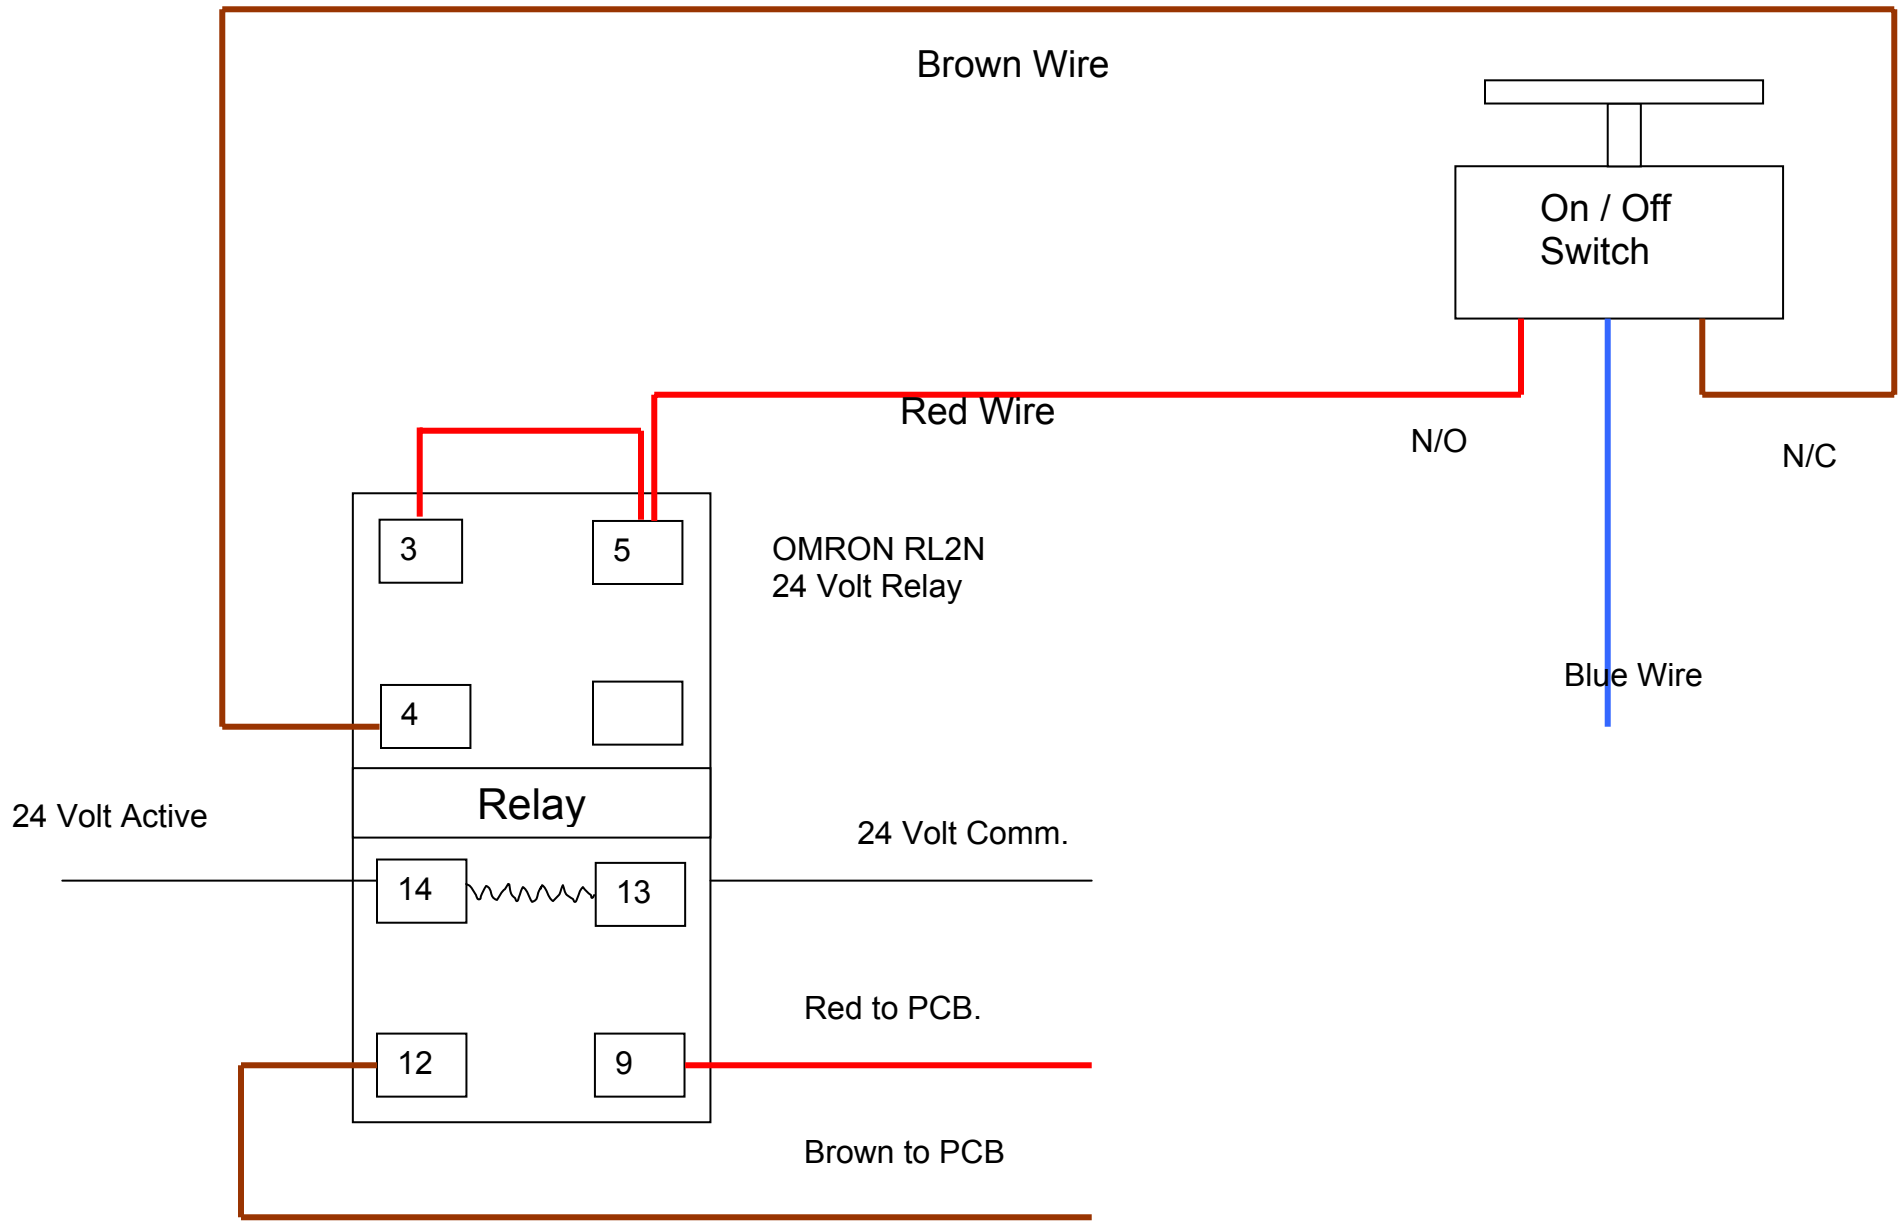 Brown Wire
On / Off
Switch
Red Wire
N/O
N/C
3
5
OMRON RL2N
24 Volt Relay
Blue Wire
4
Relay
24 Volt Active
24 Volt Comm.
14
13
Red to PCB.
12
9
Brown to PCB